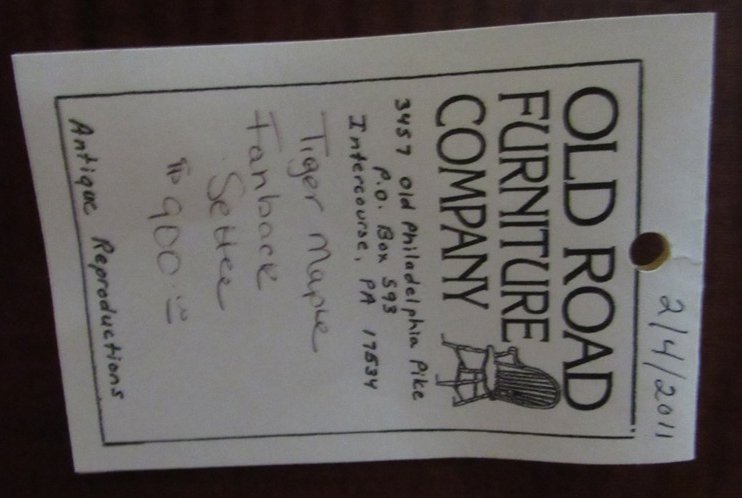 2/4/2011
OLD ROAD
FURNITURE
COMPANY
3457 Old Philadelphia Pike
P.O. Box 593
Intercourse, PA 17534
Tiger Maple
Fanback
Settee
900.00
Antique Reproductions